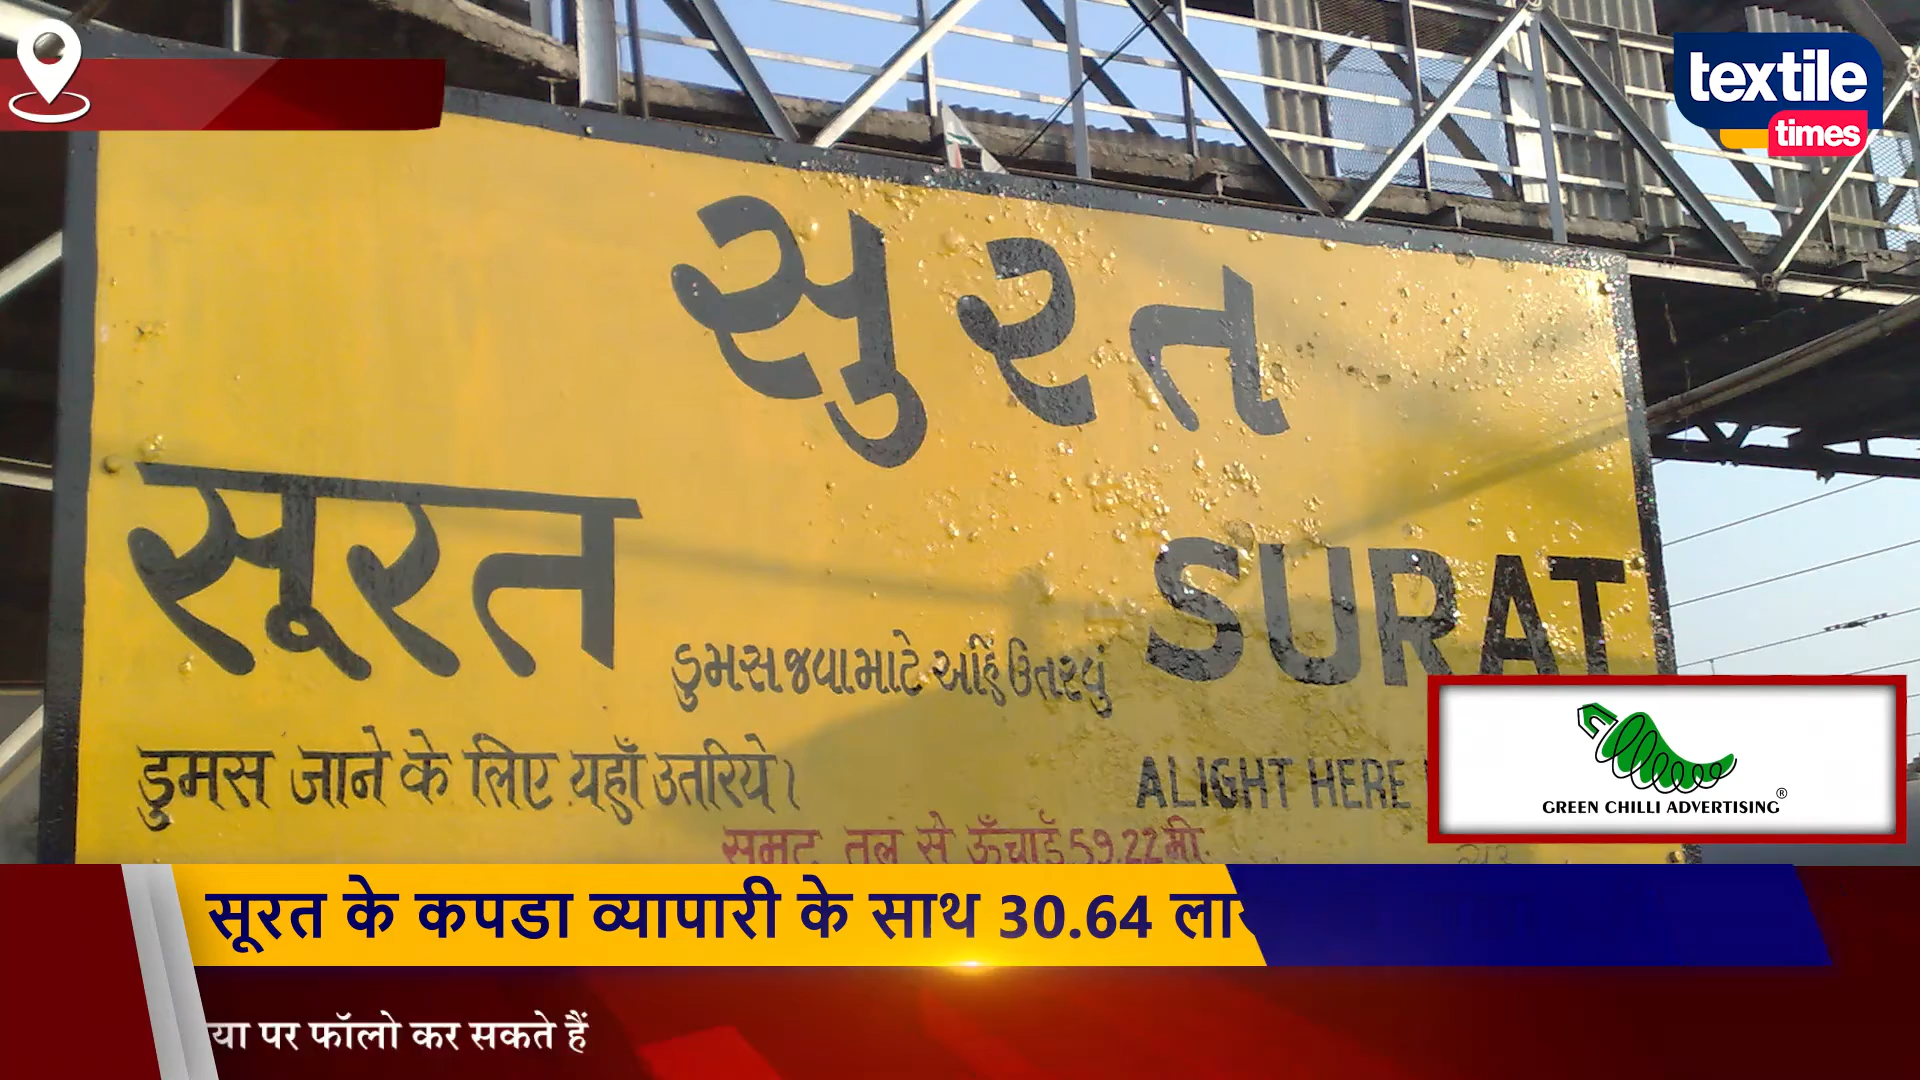 textile
times
સુરત
सूरत
SURAT
ડુમસ જવા માટે અહિં ઉતરવું
डुमस जाने के लिए यहाँ उतरिये।
ALIGHT HERE
समुद्र तल से ऊँचाई 59.22 मी.
GREEN CHILLI ADVERTISING®
सूरत के कपडा व्यापारी के साथ 30.64
पर फॉलो कर सकते हैं